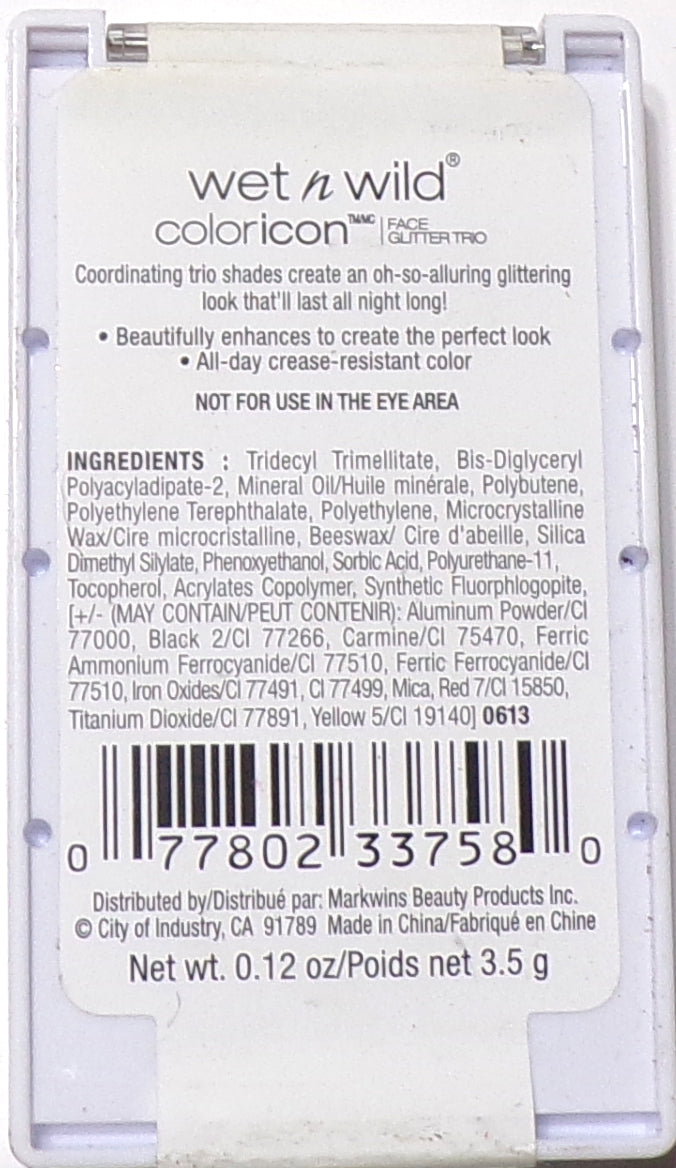 wet n wild®
coloricon™/MC | FACE
GLITTER TRIO
Coordinating trio shades create an oh-so-alluring glittering
look that'll last all night long!
• Beautifully enhances to create the perfect look
• All-day crease-resistant color
NOT FOR USE IN THE EYE AREA
INGREDIENTS : Tridecyl Trimellitate, Bis-Diglyceryl
Polyacyladipate-2, Mineral Oil/Huile minérale, Polybutene,
Polyethylene Terephthalate, Polyethylene, Microcrystalline
Wax/Cire microcristalline, Beeswax/ Cire d'abeille, Silica
Dimethyl Silylate, Phenoxyethanol, Sorbic Acid, Polyurethane-11,
Tocopherol, Acrylates Copolymer, Synthetic Fluorphlogopite,
[+/- (MAY CONTAIN/PEUT CONTENIR): Aluminum Powder/CI
77000, Black 2/CI 77266, Carmine/CI 75470, Ferric
Ammonium Ferrocyanide/CI 77510, Ferric Ferrocyanide/CI
77510, Iron Oxides/CI 77491, CI 77499, Mica, Red 7/CI 15850,
Titanium Dioxide/CI 77891, Yellow 5/CI 19140] 0613
0 77802 33758 0
Distributed by/Distribué par: Markwins Beauty Products Inc.
© City of Industry, CA 91789 Made in China/Fabriqué en Chine
Net wt. 0.12 oz/Poids net 3.5 g